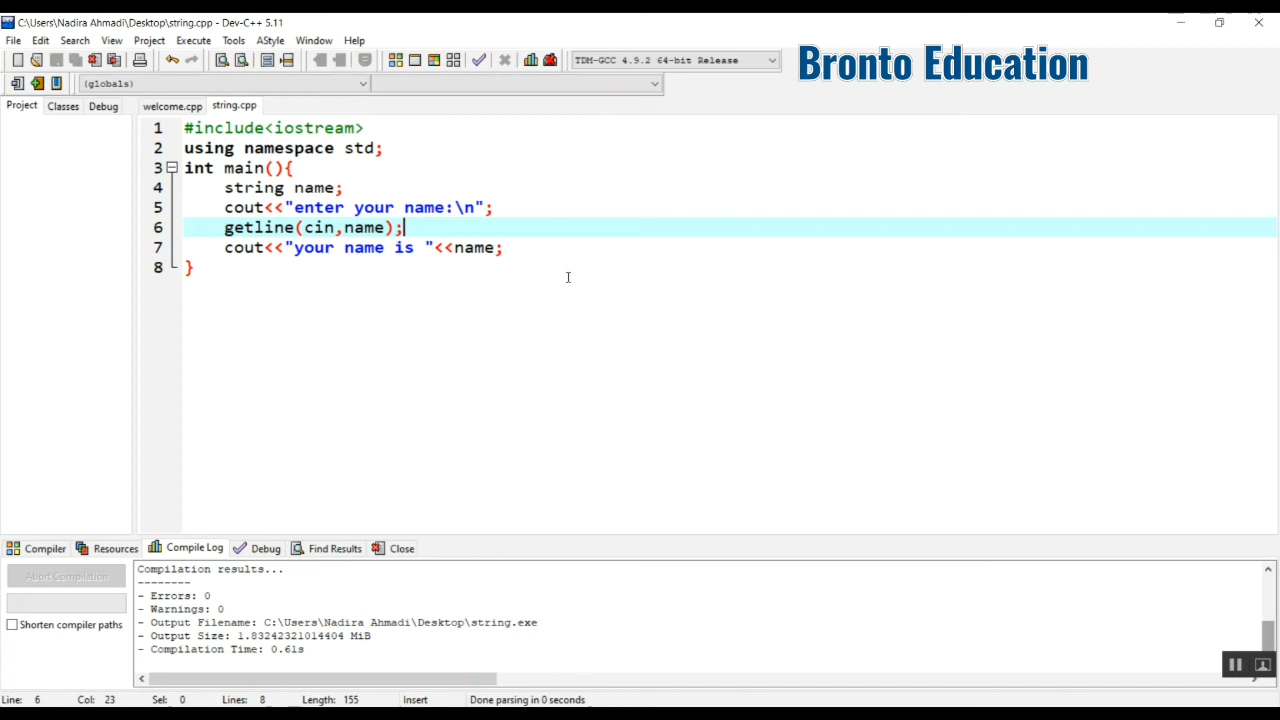 C:\Users\Nadira Ahmadi\Desktop\string.cpp - Dev-C++ 5.11
File Edit Search View Project Execute Tools AStyle Window Help
TDM-GCC 4.9.2 64-bit Release
Bronto Education
(globals)
Project Classes Debug welcome.cpp string.cpp
1 #include<iostream>
2 using namespace std;
3 int main(){
4 string name;
5 cout<<"enter your name:\n";
6 getline(cin,name);
7 cout<<"your name is "<<name;
8 }
Compiler Resources Compile Log Debug Find Results Close
Abort Compilation
Shorten compiler paths
Compilation results...
--------
- Errors: 0
- Warnings: 0
- Output Filename: C:\Users\Nadira Ahmadi\Desktop\string.exe
- Output Size: 1.83242321014404 MiB
- Compilation Time: 0.61s
Line: 6 Col: 23 Sel: 0 Lines: 8 Length: 155 Insert Done parsing in 0 seconds